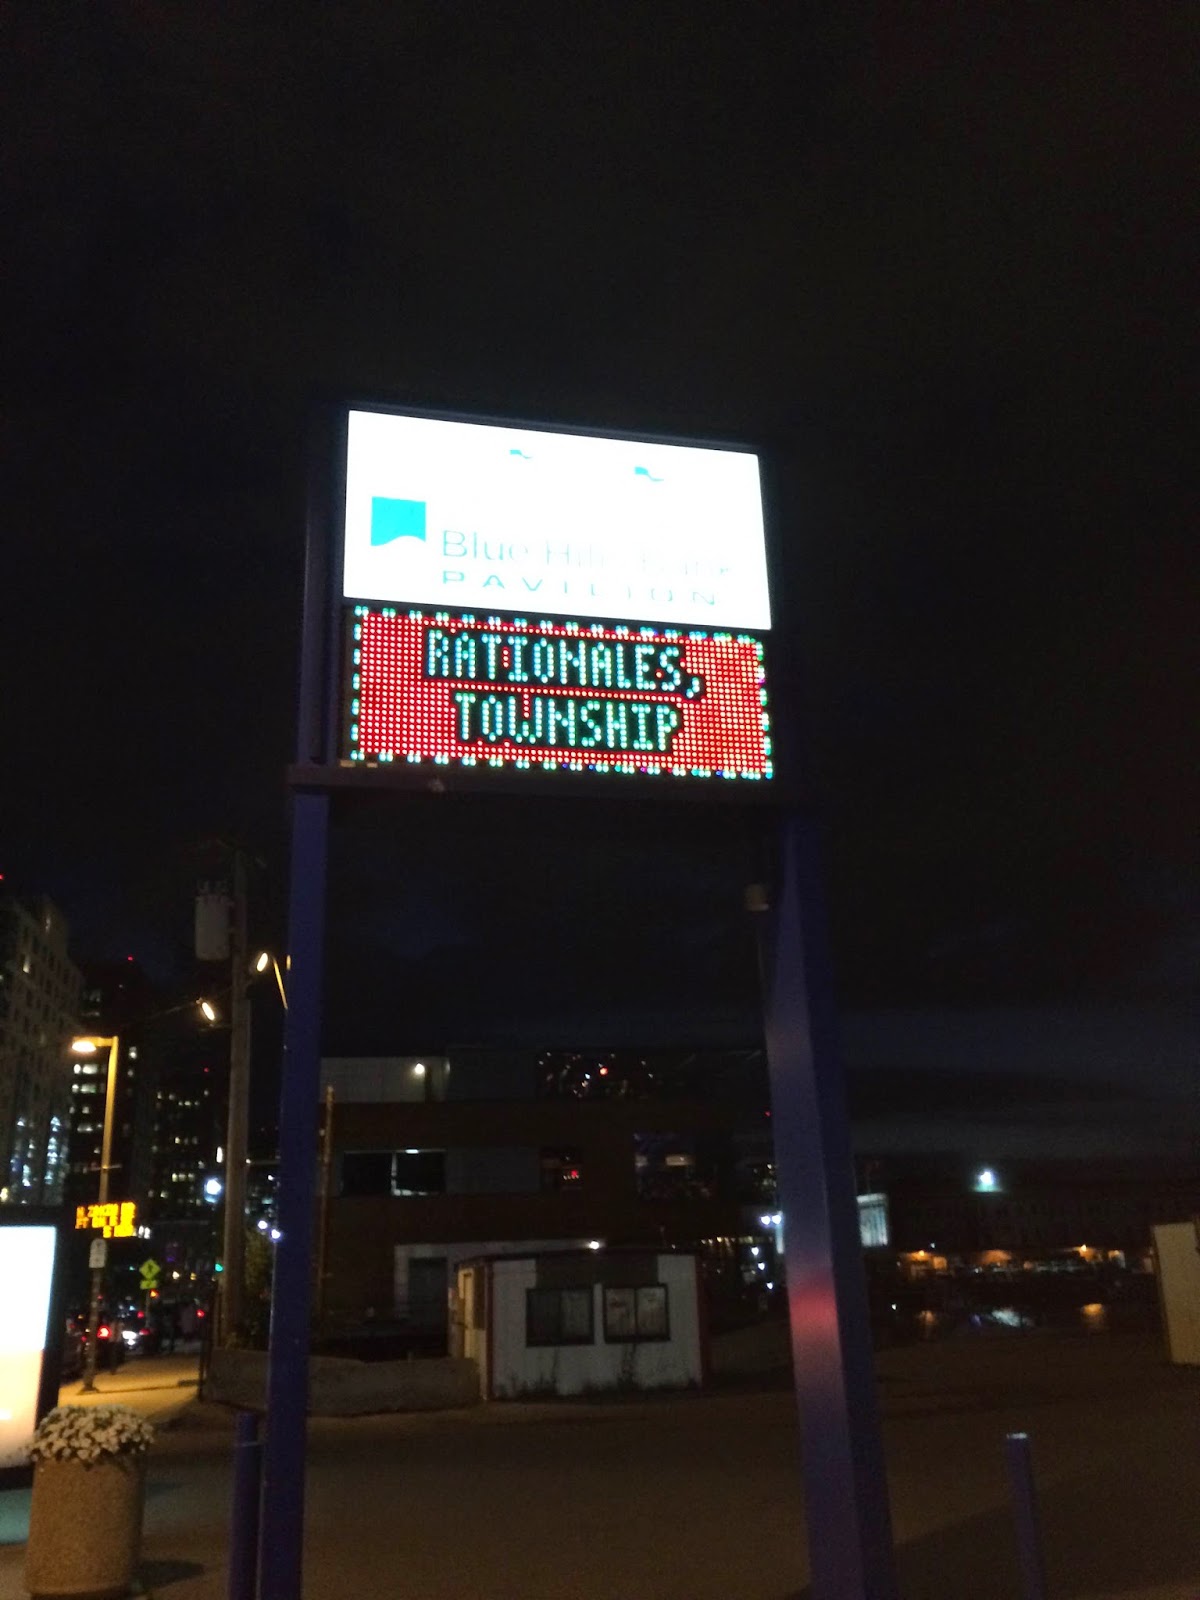 Blue Hills Bank
PAVILION
RATIONALES,
TOWNSHIP